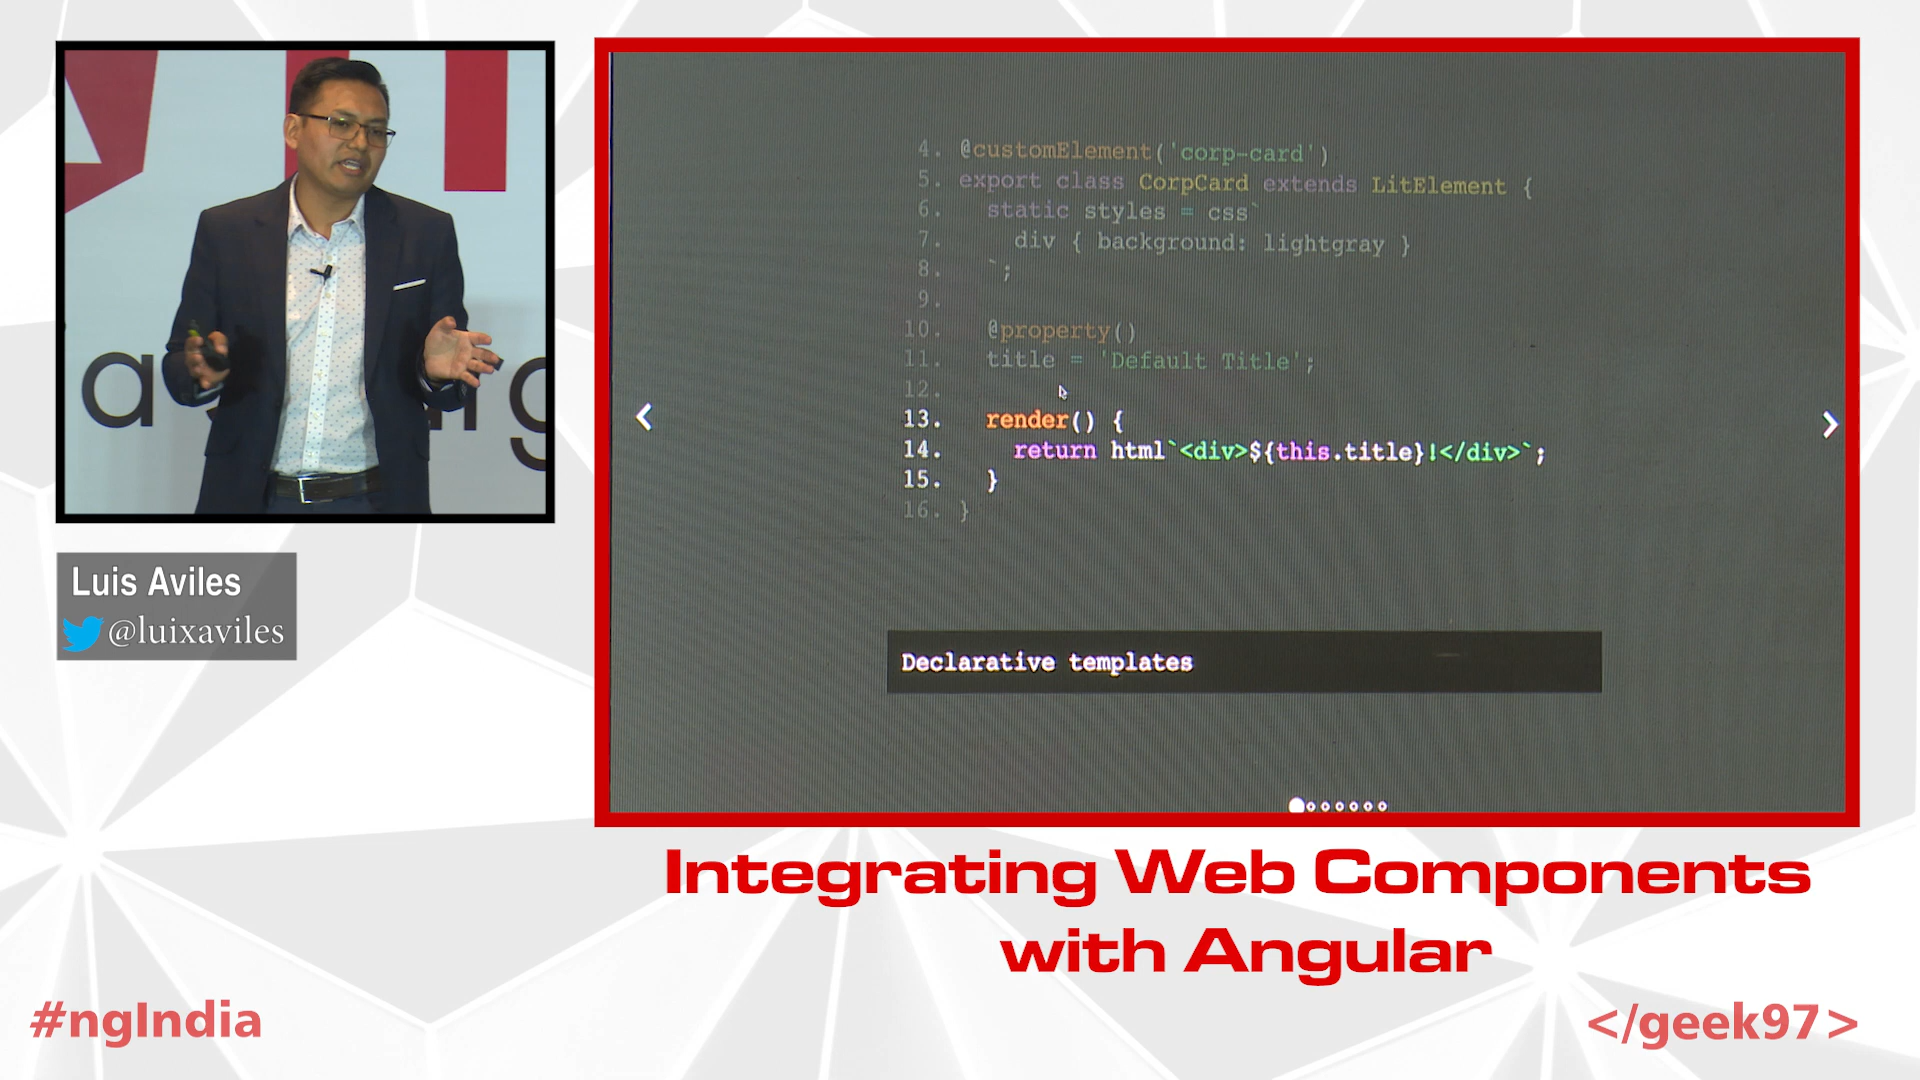 Luis Aviles
@luixaviles
4. @customElement('corp-card')
5. export class CorpCard extends LitElement {
6. static styles = css`
7. div { background: lightgray }
8. `;
9.
10. @property()
11. title = 'Default Title';
12.
13. render() {
14. return html`<div>${this.title}!</div>`;
15. }
16. }
Declarative templates
Integrating Web Components
with Angular
#ngIndia
</geek97>